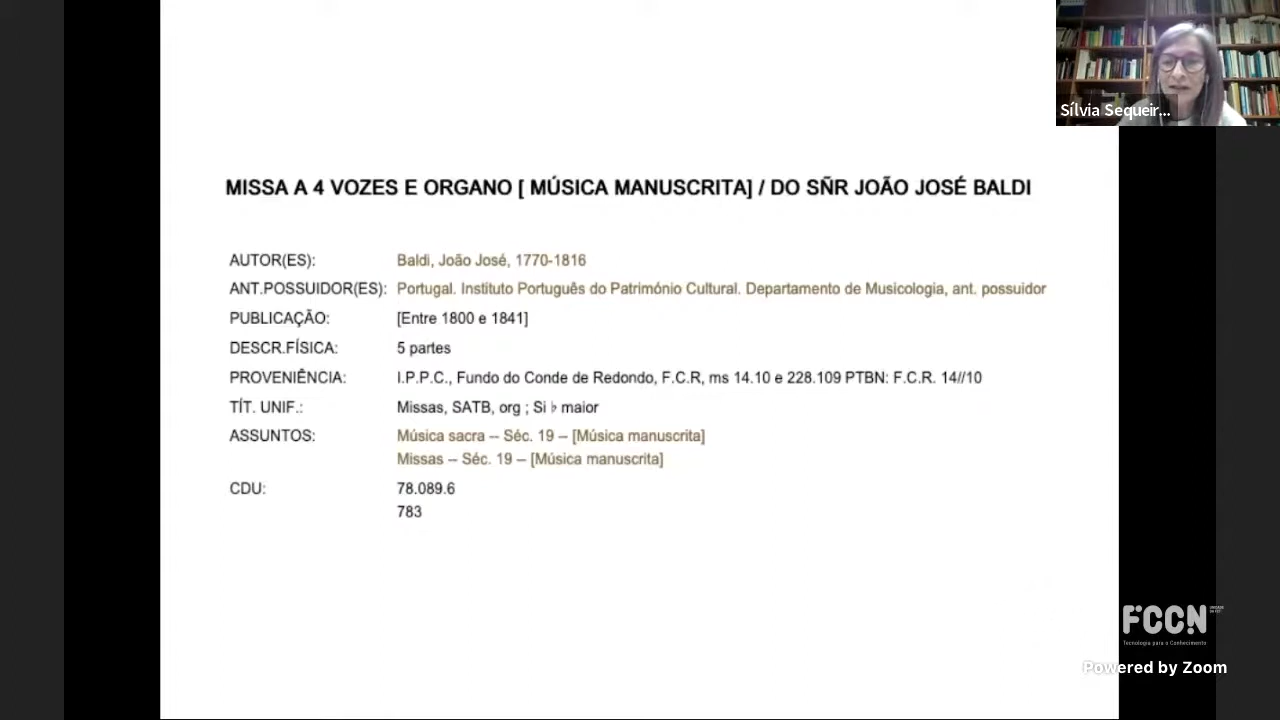 MISSA A 4 VOZES E ORGANO [ MÚSICA MANUSCRITA] / DO SÑR JOÃO JOSÉ BALDI
AUTOR(ES): Baldi, João José, 1770-1816
ANT.POSSUIDOR(ES): Portugal. Instituto Português do Património Cultural. Departamento de Musicologia, ant. possuidor
PUBLICAÇÃO: [Entre 1800 e 1841]
DESCR.FÍSICA: 5 partes
PROVENIÊNCIA: I.P.P.C., Fundo do Conde de Redondo, F.C.R, ms 14.10 e 228.109 PTBN: F.C.R. 14//10
TÍT. UNIF.: Missas, SATB, org ; Si ♭ maior
ASSUNTOS: Música sacra -- Séc. 19 -- [Música manuscrita]
Missas -- Séc. 19 -- [Música manuscrita]
CDU: 78.089.6
783
Sílvia Sequeir...
FCCN
Tecnologia para o Conhecimento
Powered by Zoom